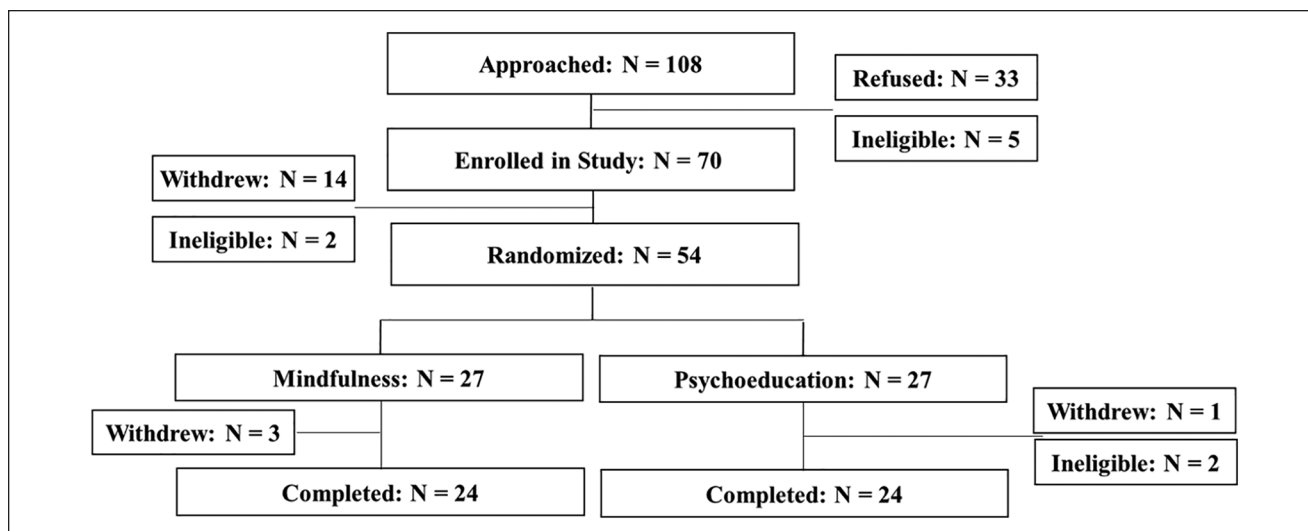 Approached: N = 108
Refused: N = 33
Ineligible: N = 5
Enrolled in Study: N = 70
Withdrew: N = 14
Ineligible: N = 2
Randomized: N = 54
Mindfulness: N = 27
Psychoeducation: N = 27
Withdrew: N = 3
Withdrew: N = 1
Ineligible: N = 2
Completed: N = 24
Completed: N = 24